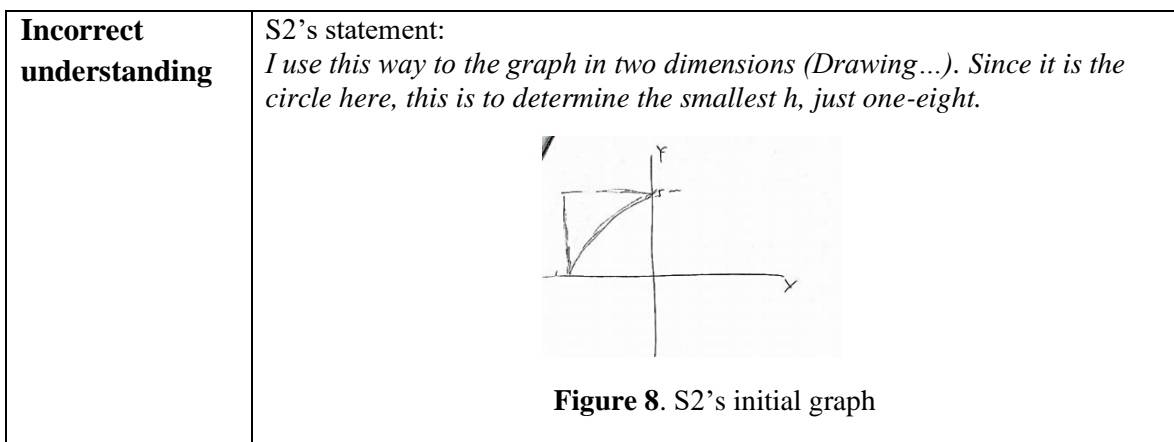 Incorrect
understanding
S2’s statement:
I use this way to the graph in two dimensions (Drawing…). Since it is the
circle here, this is to determine the smallest h, just one-eight.
Y
5
X
Figure 8. S2’s initial graph